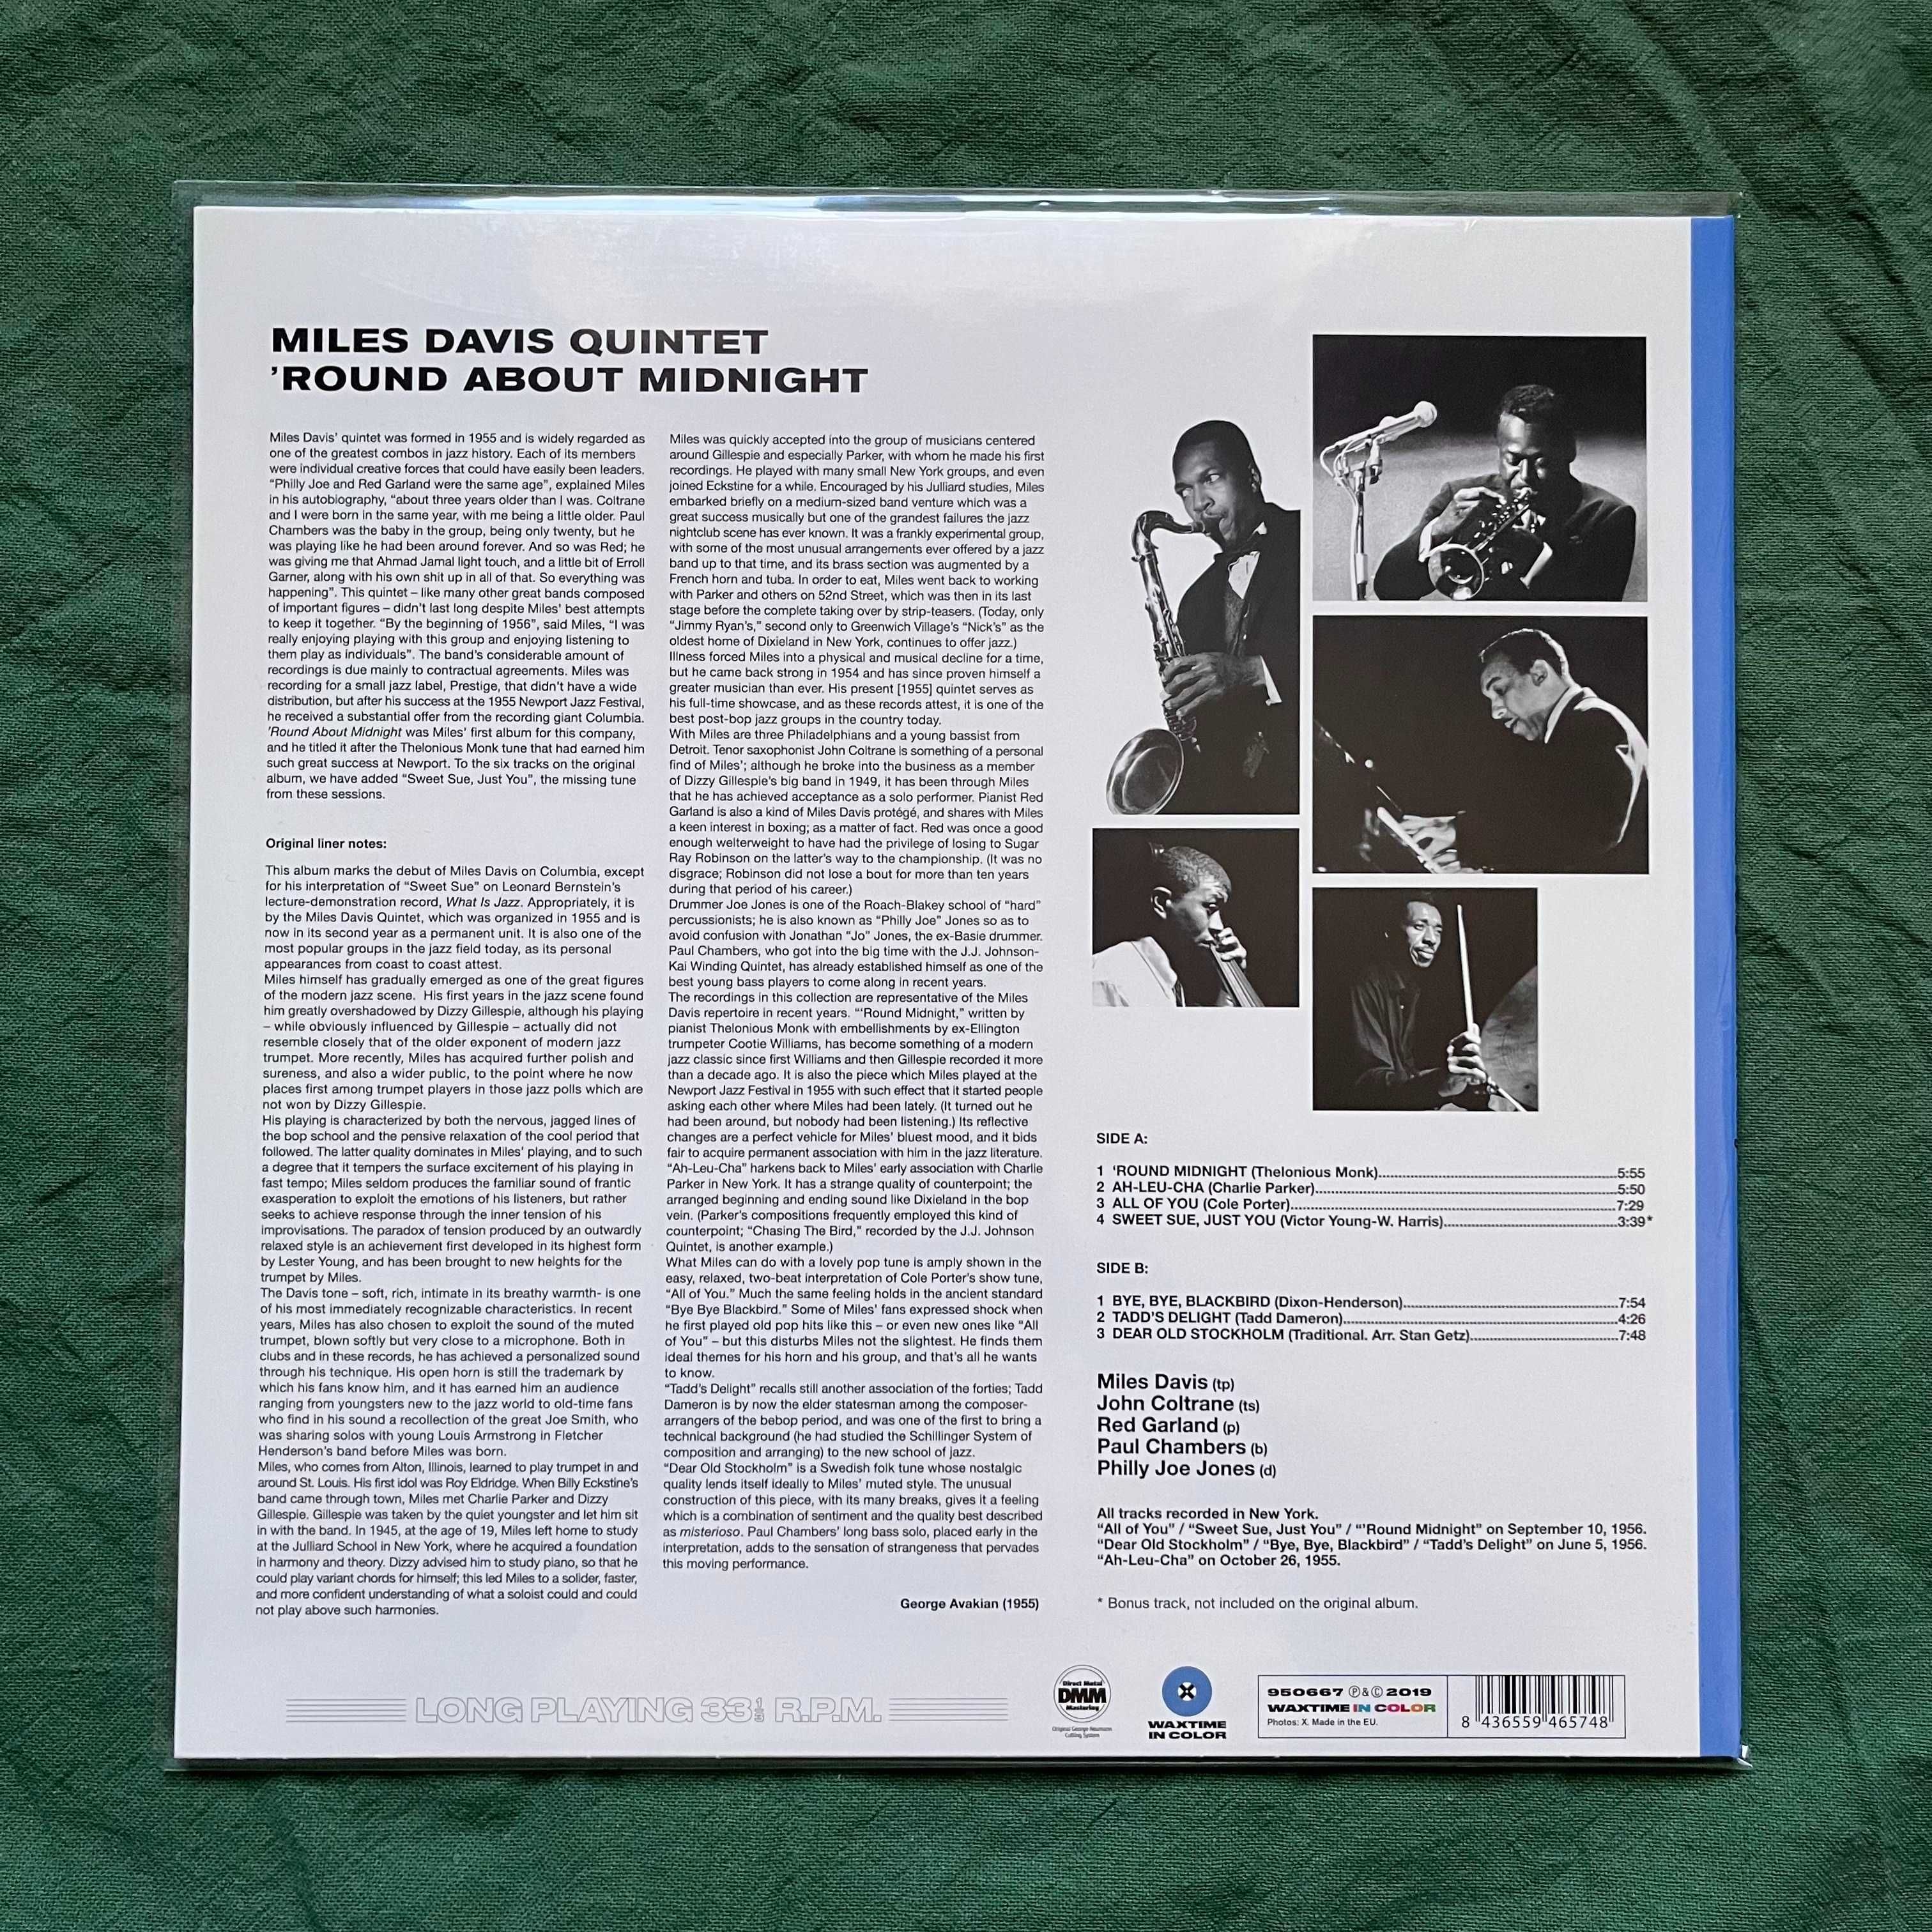 MILES DAVIS QUINTET
’ROUND ABOUT MIDNIGHT
Miles Davis’ quintet was formed in 1955 and is widely regarded as
one of the greatest combos in jazz history. Each of its members
were individual creative forces that could have easily been leaders.
“Philly Joe and Red Garland were the same age”, explained Miles
in his autobiography, “about three years older than I was. Coltrane
and I were born in the same year, with me being a little older. Paul
Chambers was the baby in the group, being only twenty, but he
was playing like he had been around forever. And so was Red; he
was giving me that Ahmad Jamal light touch, and a little bit of Erroll
Garner, along with his own shit up in all of that. So everything was
happening”. This quintet – like many other great bands composed
of important figures – didn’t last long despite Miles’ best attempts
to keep it together. “By the beginning of 1956”, said Miles, “I was
really enjoying playing with this group and enjoying listening to
them play as individuals”. The band’s considerable amount of
recordings is due mainly to contractual agreements. Miles was
recording for a small jazz label, Prestige, that didn’t have a wide
distribution, but after his success at the 1955 Newport Jazz Festival,
he received a substantial offer from the recording giant Columbia.
’Round About Midnight was Miles’ first album for this company,
and he titled it after the Thelonious Monk tune that had earned him
such great success at Newport. To the six tracks on the original
album, we have added “Sweet Sue, Just You”, the missing tune
from these sessions.
Original liner notes:
This album marks the debut of Miles Davis on Columbia, except
for his interpretation of “Sweet Sue” on Leonard Bernstein’s
lecture-demonstration record, What Is Jazz. Appropriately, it is
by the Miles Davis Quintet, which was organized in 1955 and is
now in its second year as a permanent unit. It is also one of the
most popular groups in the jazz field today, as its personal
appearances from coast to coast attest.
Miles himself has gradually emerged as one of the great figures
of the modern jazz scene.  His first years in the jazz scene found
him greatly overshadowed by Dizzy Gillespie, although his playing
– while obviously influenced by Gillespie – actually did not
resemble closely that of the older exponent of modern jazz
trumpet. More recently, Miles has acquired further polish and
sureness, and also a wider public, to the point where he now
places first among trumpet players in those jazz polls which are
not won by Dizzy Gillespie.
His playing is characterized by both the nervous, jagged lines of
the bop school and the pensive relaxation of the cool period that
followed. The latter quality dominates in Miles’ playing, and to such
a degree that it tempers the surface excitement of his playing in
fast tempo; Miles seldom produces the familiar sound of frantic
exasperation to exploit the emotions of his listeners, but rather
seeks to achieve response through the inner tension of his
improvisations. The paradox of tension produced by an outwardly
relaxed style is an achievement first developed in its highest form
by Lester Young, and has been brought to new heights for the
trumpet by Miles.
The Davis tone – soft, rich, intimate in its breathy warmth- is one
of his most immediately recognizable characteristics. In recent
years, Miles has also chosen to exploit the sound of the muted
trumpet, blown softly but very close to a microphone. Both in
clubs and in these records, he has achieved a personalized sound
through his technique. His open horn is still the trademark by
which his fans know him, and it has earned him an audience
ranging from youngsters new to the jazz world to old-time fans
who find in his sound a recollection of the great Joe Smith, who
was sharing solos with young Louis Armstrong in Fletcher
Henderson’s band before Miles was born.
Miles, who comes from Alton, Illinois, learned to play trumpet in and
around St. Louis. His first idol was Roy Eldridge. When Billy Eckstine’s
band came through town, Miles met Charlie Parker and Dizzy
Gillespie. Gillespie was taken by the quiet youngster and let him sit
in with the band. In 1945, at the age of 19, Miles left home to study
at the Julliard School in New York, where he acquired a foundation
in harmony and theory. Dizzy advised him to study piano, so that he
could play variant chords for himself; this led Miles to a solider, faster,
and more confident understanding of what a soloist could and could
not play above such harmonies.
Miles was quickly accepted into the group of musicians centered
around Gillespie and especially Parker, with whom he made his first
recordings. He played with many small New York groups, and even
joined Eckstine for a while. Encouraged by his Julliard studies, Miles
embarked briefly on a medium-sized band venture which was a
great success musically but one of the grandest failures the jazz
nightclub scene has ever known. It was a frankly experimental group,
with some of the most unusual arrangements ever offered by a jazz
band up to that time, and its brass section was augmented by a
French horn and tuba. In order to eat, Miles went back to working
with Parker and others on 52nd Street, which was then in its last
stage before the complete taking over by strip-teasers. (Today, only
“Jimmy Ryan’s,” second only to Greenwich Village’s “Nick’s” as the
oldest home of Dixieland in New York, continues to offer jazz.)
Illness forced Miles into a physical and musical decline for a time,
but he came back strong in 1954 and has since proven himself a
greater musician than ever. His present [1955] quintet serves as
his full-time showcase, and as these records attest, it is one of the
best post-bop jazz groups in the country today.
With Miles are three Philadelphians and a young bassist from
Detroit. Tenor saxophonist John Coltrane is something of a personal
find of Miles’; although he broke into the business as a member
of Dizzy Gillespie’s big band in 1949, it has been through Miles
that he has achieved acceptance as a solo performer. Pianist Red
Garland is also a kind of Miles Davis protégé, and shares with Miles
a keen interest in boxing; as a matter of fact. Red was once a good
enough welterweight to have had the privilege of losing to Sugar
Ray Robinson on the latter’s way to the championship. (It was no
disgrace; Robinson did not lose a bout for more than ten years
during that period of his career.)
Drummer Joe Jones is one of the Roach-Blakey school of “hard”
percussionists; he is also known as “Philly Joe” Jones so as to
avoid confusion with Jonathan “Jo” Jones, the ex-Basie drummer.
Paul Chambers, who got into the big time with the J.J. Johnson-
Kai Winding Quintet, has already established himself as one of the
best young bass players to come along in recent years.
The recordings in this collection are representative of the Miles
Davis repertoire in recent years. “‘Round Midnight,” written by
pianist Thelonious Monk with embellishments by ex-Ellington
trumpeter Cootie Williams, has become something of a modern
jazz classic since first Williams and then Gillespie recorded it more
than a decade ago. It is also the piece which Miles played at the
Newport Jazz Festival in 1955 with such effect that it started people
asking each other where Miles had been lately. (It turned out he
had been around, but nobody had been listening.) Its reflective
changes are a perfect vehicle for Miles’ bluest mood, and it bids
fair to acquire permanent association with him in the jazz literature.
“Ah-Leu-Cha” harkens back to Miles’ early association with Charlie
Parker in New York. It has a strange quality of counterpoint; the
arranged beginning and ending sound like Dixieland in the bop
vein. (Parker’s compositions frequently employed this kind of
counterpoint; “Chasing The Bird,” recorded by the J.J. Johnson
Quintet, is another example.)
What Miles can do with a lovely pop tune is amply shown in the
easy, relaxed, two-beat interpretation of Cole Porter’s show tune,
“All of You.” Much the same feeling holds in the ancient standard
“Bye Bye Blackbird.” Some of Miles’ fans expressed shock when
he first played old pop hits like this – or even new ones like “All
of You” – but this disturbs Miles not the slightest. He finds them
ideal themes for his horn and his group, and that’s all he wants
to know.
“Tadd’s Delight” recalls still another association of the forties; Tadd
Dameron is by now the elder statesman among the composer-
arrangers of the bebop period, and was one of the first to bring a
technical background (he had studied the Schillinger System of
composition and arranging) to the new school of jazz.
“Dear Old Stockholm” is a Swedish folk tune whose nostalgic
quality lends itself ideally to Miles’ muted style. The unusual
construction of this piece, with its many breaks, gives it a feeling
which is a combination of sentiment and the quality best described
as misterioso. Paul Chambers’ long bass solo, placed early in the
interpretation, adds to the sensation of strangeness that pervades
this moving performance.
George Avakian (1955)
SIDE A:
1 ‘ROUND MIDNIGHT (Thelonious Monk)....5:55
2 AH-LEU-CHA (Charlie Parker)....5:50
3 ALL OF YOU (Cole Porter)....7:29
4 SWEET SUE, JUST YOU (Victor Young-W. Harris)....3:39*
SIDE B:
1 BYE, BYE, BLACKBIRD (Dixon-Henderson)....7:54
2 TADD’S DELIGHT (Tadd Dameron)....4:26
3 DEAR OLD STOCKHOLM (Traditional. Arr. Stan Getz)....7:48
Miles Davis (tp)
John Coltrane (ts)
Red Garland (p)
Paul Chambers (b)
Philly Joe Jones (d)
All tracks recorded in New York.
“All of You” / “Sweet Sue, Just You” / “’Round Midnight” on September 10, 1956.
“Dear Old Stockholm” / “Bye, Bye, Blackbird” / “Tadd’s Delight” on June 5, 1956.
“Ah-Leu-Cha” on October 26, 1955.
* Bonus track, not included on the original album.
LONG PLAYING 33 1/3 R.P.M.
Direct Metal
DMM
Mastering
Original George Neumann
Cutting System
WAXTIME
IN COLOR
950667 ℗&© 2019
WAXTIME IN COLOR
Photos: X. Made in the EU.
8 436559 465748